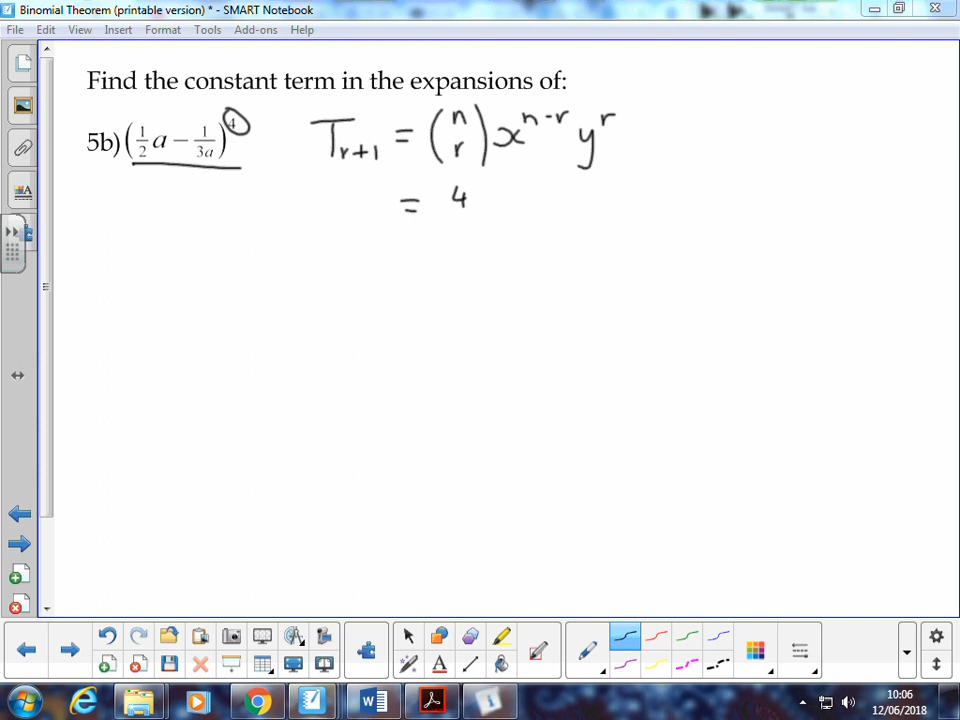 Binomial Theorem (printable version) * - SMART Notebook
File Edit View Insert Format Tools Add-ons Help
Find the constant term in the expansions of:
5b) (1/2 a − 1/3a)^4 T_{r+1} = (n r) x^{n-r} y^r
= 4
10:06
12/06/2018